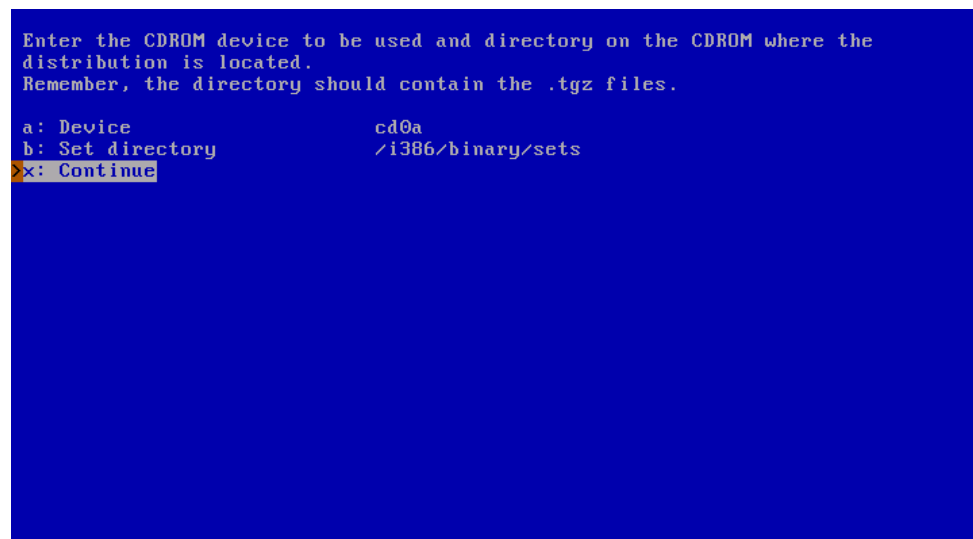 Enter the CDROM device to be used and directory on the CDROM where the
distribution is located.
Remember, the directory should contain the .tgz files.
a: Device cd0a
b: Set directory /i386/binary/sets
>x: Continue